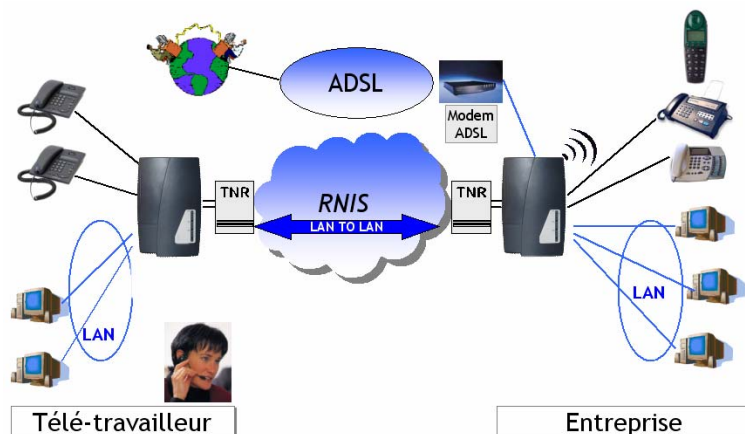 ADSL
Modem
ADSL
TNR
RNIS
TNR
LAN TO LAN
LAN
LAN
Télé-travailleur
Entreprise